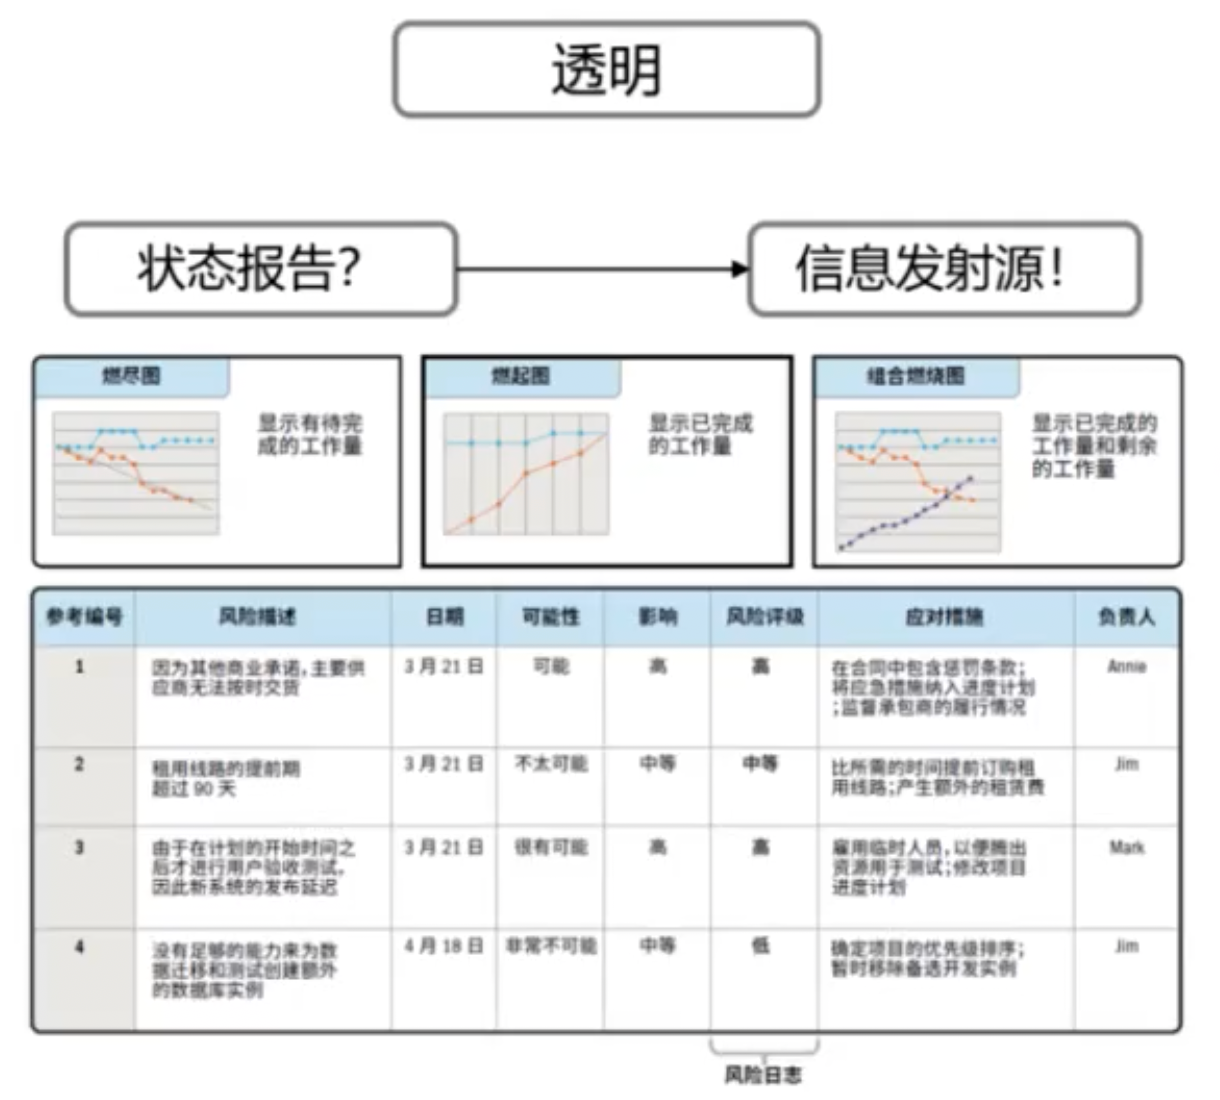 透明
状态报告？
信息发射源！
燃尽图
显示有待完
成的工作量
燃起图
显示已完成
的工作量
组合燃烧图
显示已完成的
工作量和剩余
的工作量
参考编号 风险描述 日期 可能性 影响 风险评级 应对措施 负责人
1
因为其他商业承诺，主要供
应商无法按时交货
3 月 21 日
可能
高
高
在合同中包含惩罚条款；
将应急措施纳入进度计划
；监督承包商的履行情况
Annie
2
租用线路的提前期
超过 90 天
3 月 21 日
不太可能
中等
中等
比所需的时间提前订购租
用线路；产生额外的租赁费
Jim
3
由于在计划的开始时间之
后才进行用户验收测试，
因此新系统的发布延迟
3 月 21 日
很有可能
高
高
雇用临时人员，以便腾出
资源用于测试；修改项目
进度计划
Mark
4
没有足够的能力来为数
据迁移和测试创建额外
的数据库实例
4 月 18 日
非常不可能
中等
低
确定项目的优先级排序；
暂时移除备选开发实例
Jim
风险日志